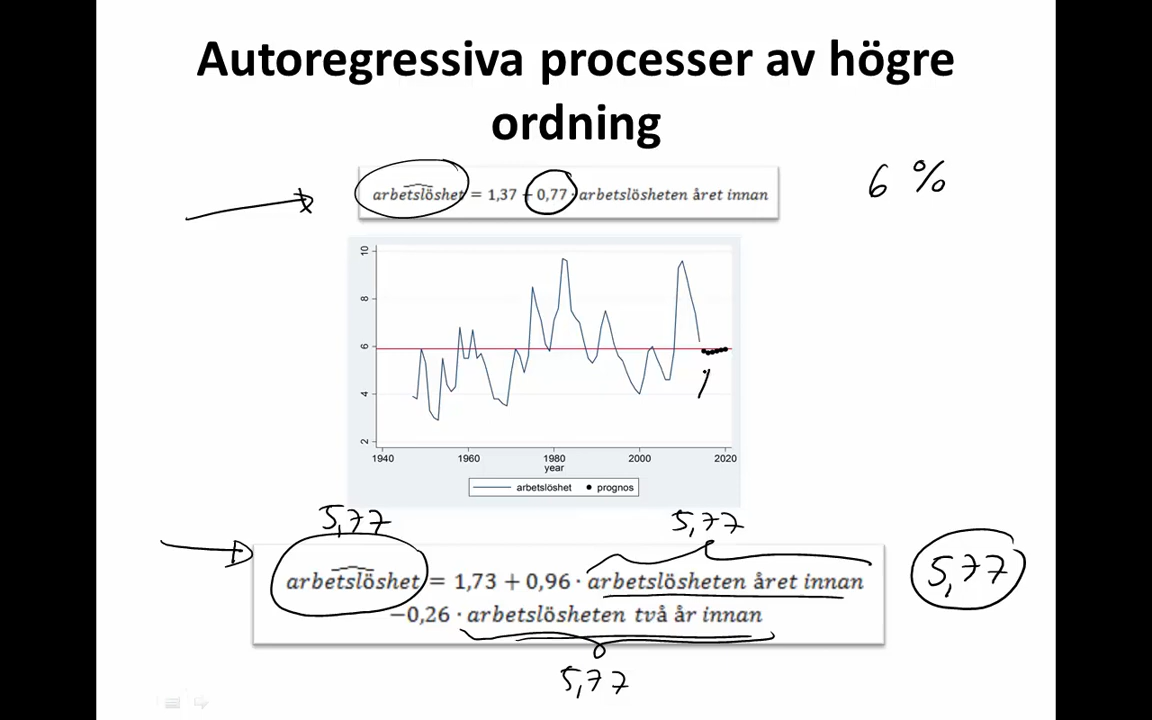 Autoregressiva processer av högre
ordning
6 %
arbetslöshet = 1,37 + 0,77 · arbetslösheten året innan
10
8
6
4
2
1940 1960 1980 2000 2020
year
arbetslöshet prognos
5,77 5,77
arbetslöshet = 1,73 + 0,96 · arbetslösheten året innan
5,77
−0,26 · arbetslösheten två år innan
5,77